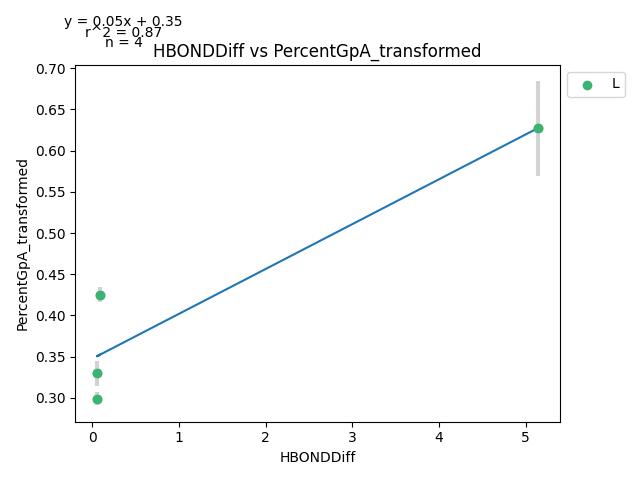 y = 0.05x + 0.35
r^2 = 0.87
n = 4
HBONDDiff vs PercentGpA_transformed
L
PercentGpA_transformed
0.70
0.65
0.60
0.55
0.50
0.45
0.40
0.35
0.30
0 1 2 3 4 5
HBONDDiff